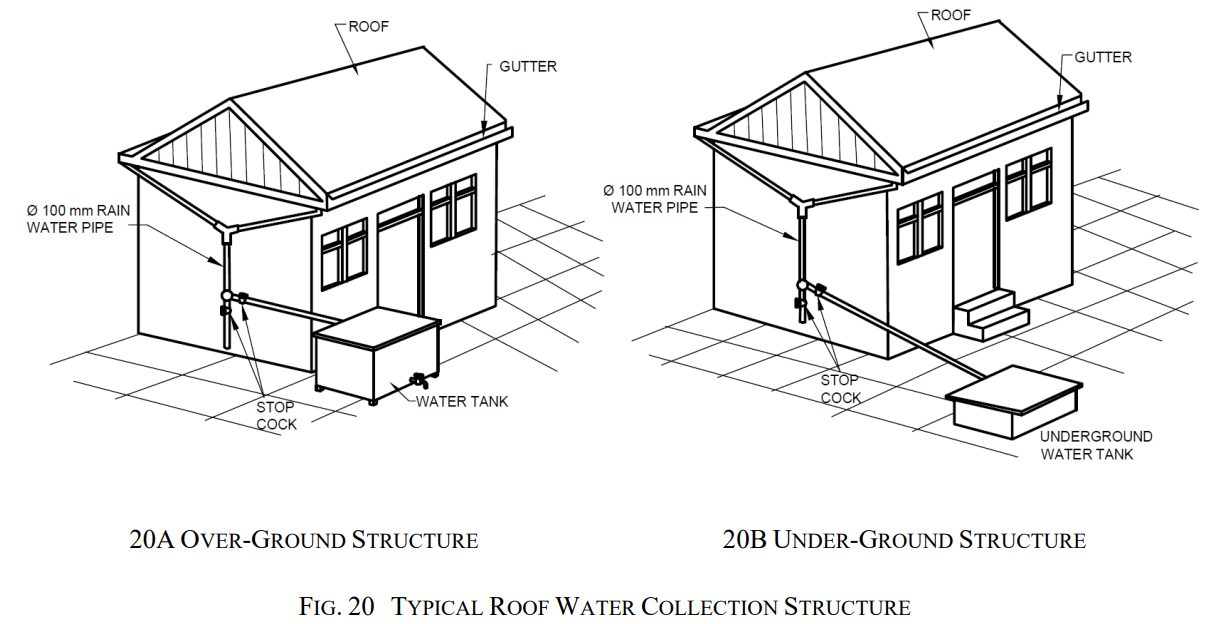 ROOF
GUTTER
Ø 100 mm RAIN
WATER PIPE
STOP
COCK
WATER TANK
ROOF
GUTTER
Ø 100 mm RAIN
WATER PIPE
STOP
COCK
UNDERGROUND
WATER TANK
20A OVER-GROUND STRUCTURE
20B UNDER-GROUND STRUCTURE
FIG. 20 TYPICAL ROOF WATER COLLECTION STRUCTURE